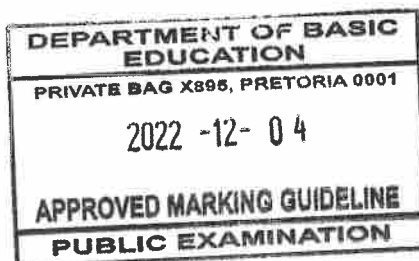 DEPARTMENT OF BASIC
EDUCATION
PRIVATE BAG X895, PRETORIA 0001
2022 -12- 04
APPROVED MARKING GUIDELINE
PUBLIC EXAMINATION